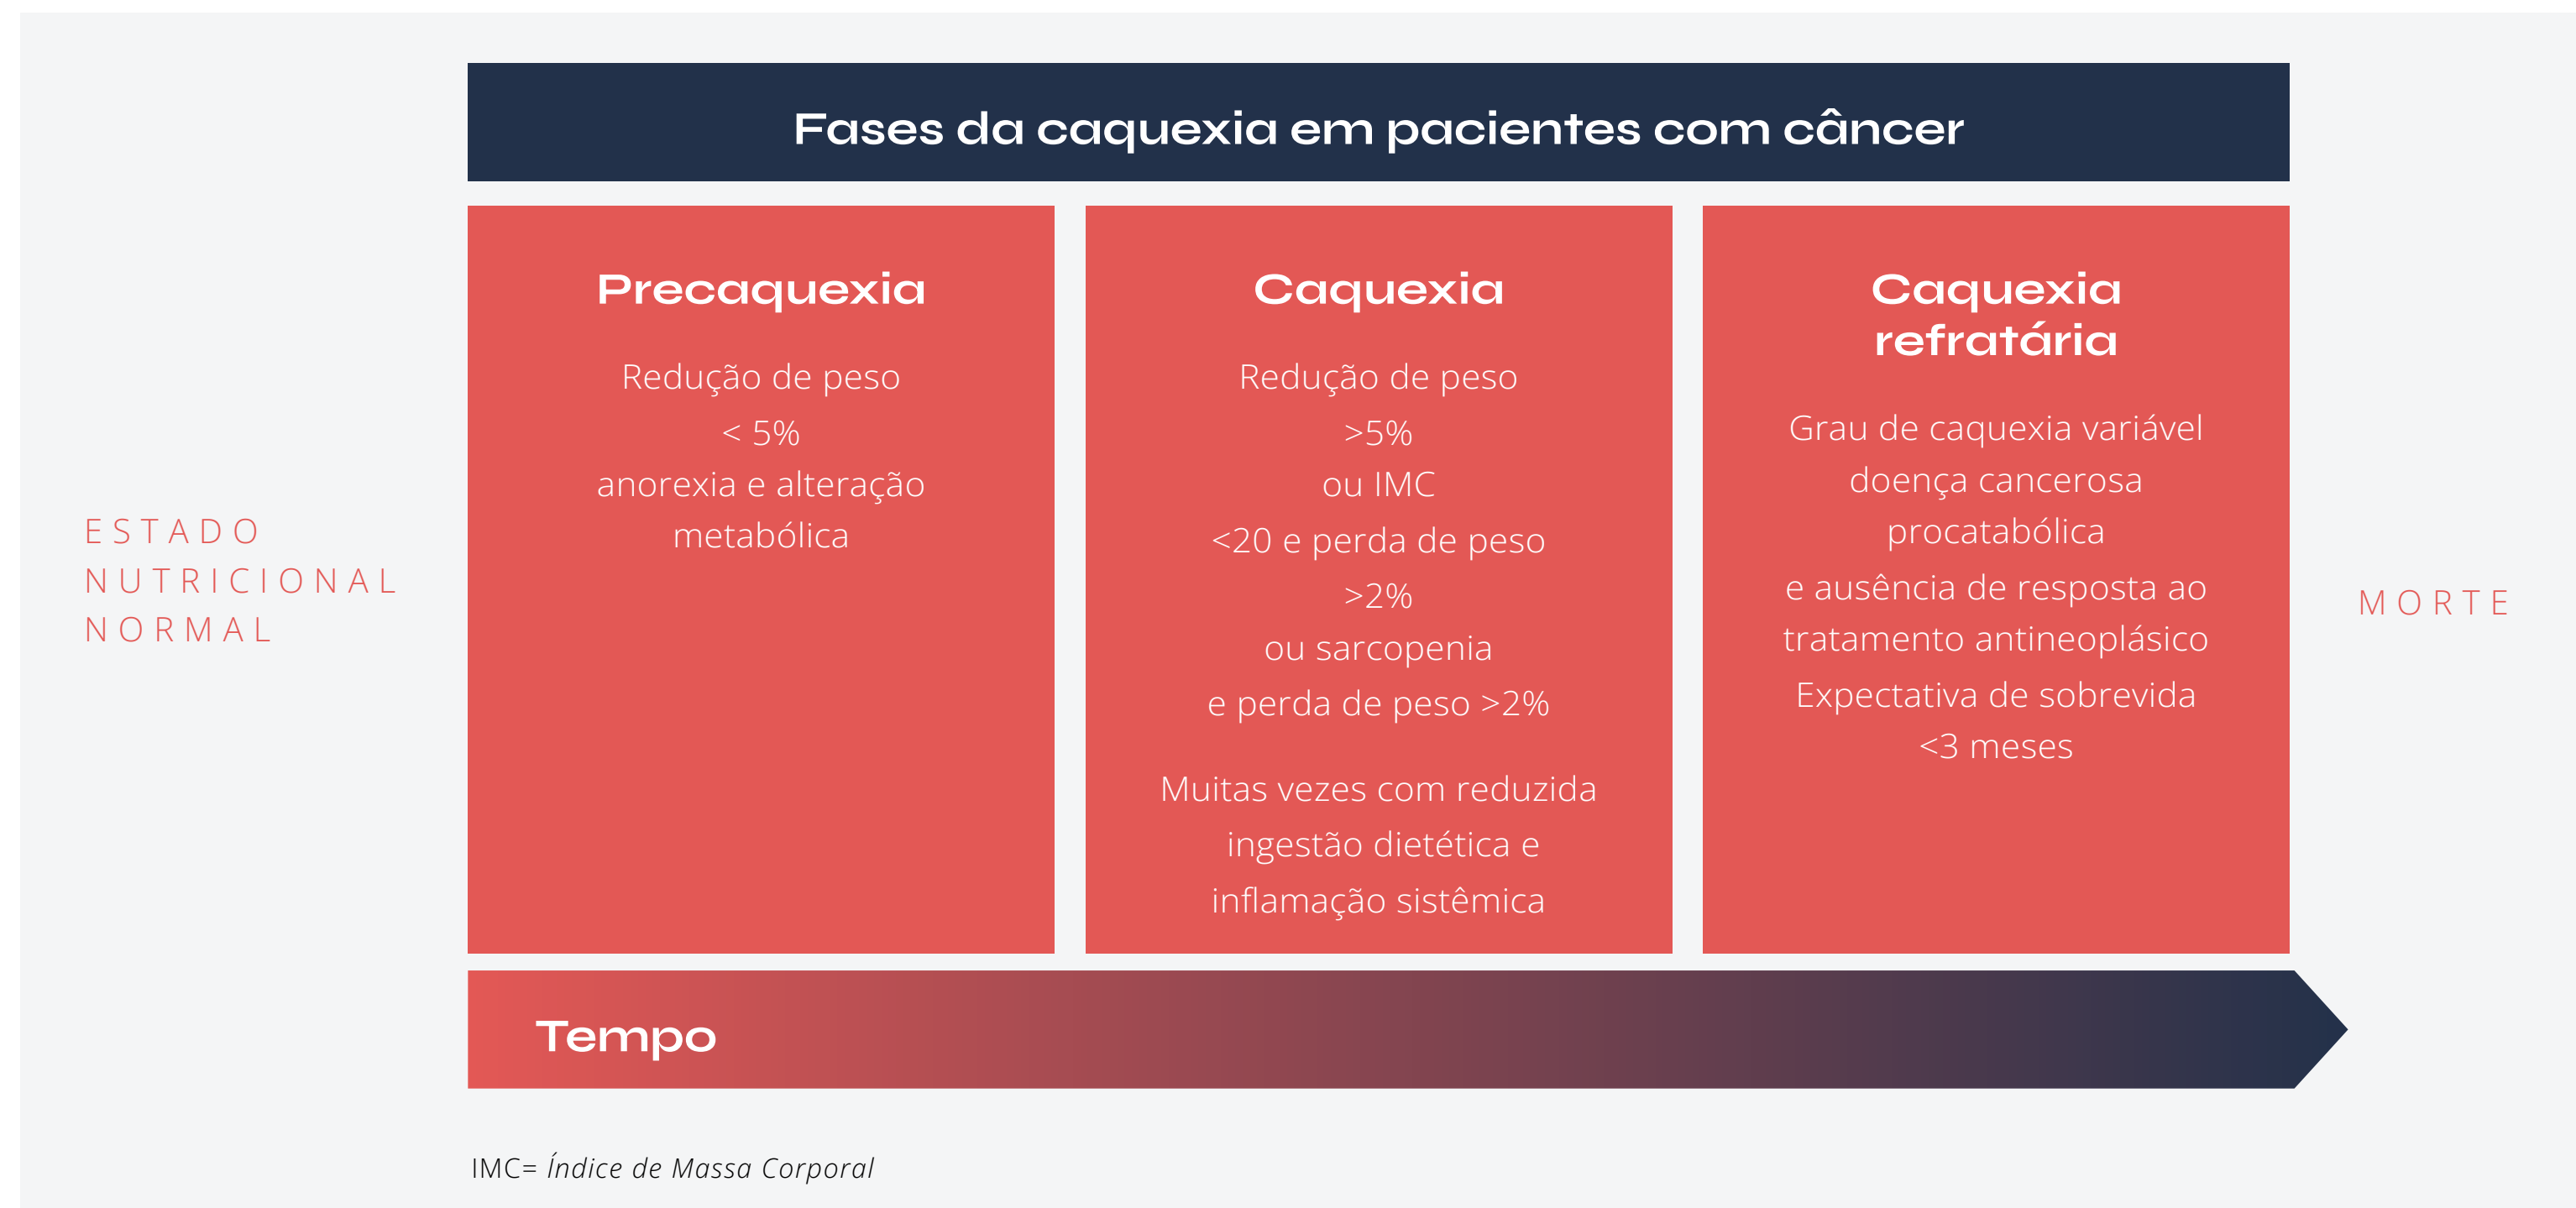 Fases da caquexia em pacientes com câncer
ESTADO
NUTRICIONAL
NORMAL
Precaquexia
Redução de peso
< 5%
anorexia e alteração
metabólica
Caquexia
Redução de peso
>5%
ou IMC
<20 e perda de peso
>2%
ou sarcopenia
e perda de peso >2%
Muitas vezes com reduzida
ingestão dietética e
inflamação sistêmica
Caquexia
refratária
Grau de caquexia variável
doença cancerosa
procatabólica
e ausência de resposta ao
tratamento antineoplásico
Expectativa de sobrevida
<3 meses
MORTE
Tempo
IMC= Índice de Massa Corporal